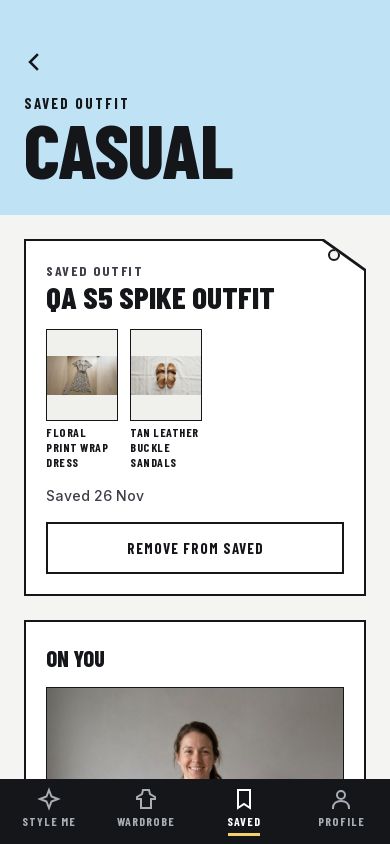 SAVED OUTFIT
CASUAL
SAVED OUTFIT
QA S5 SPIKE OUTFIT
FLORAL
PRINT WRAP
DRESS
TAN LEATHER
BUCKLE
SANDALS
Saved 26 Nov
REMOVE FROM SAVED
ON YOU
STYLE ME
WARDROBE
SAVED
PROFILE